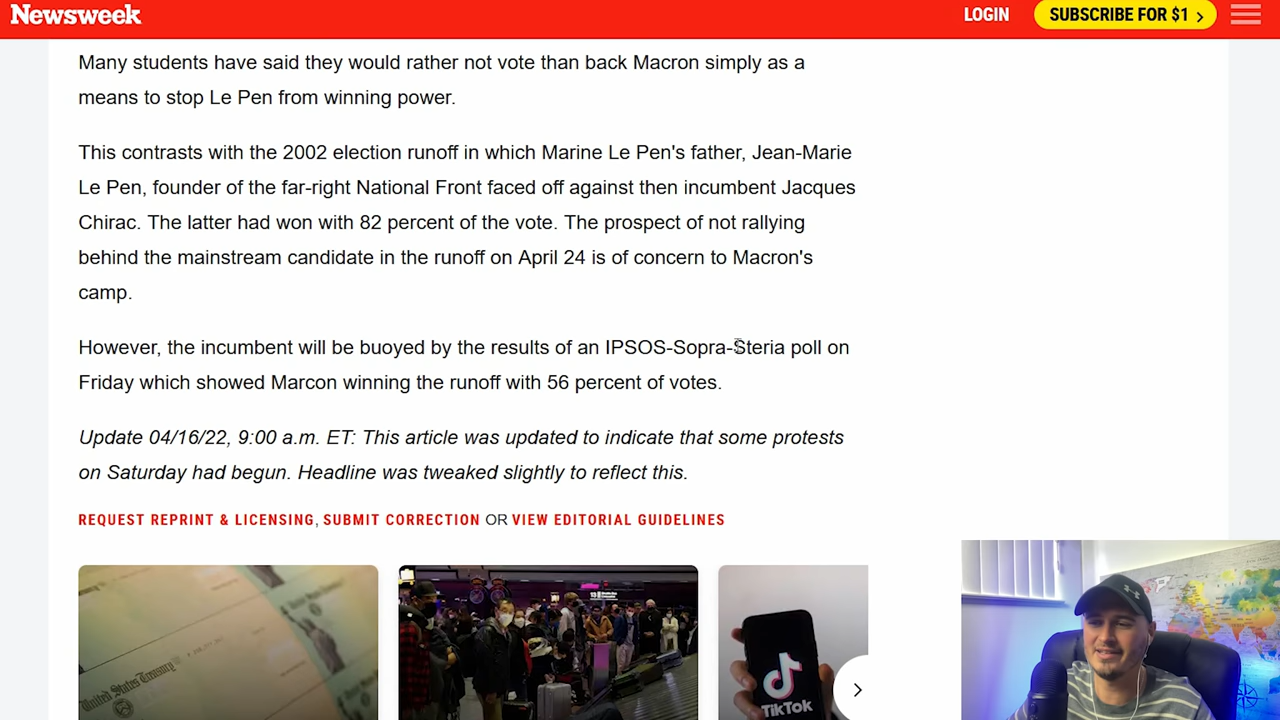 Newsweek
LOGIN
SUBSCRIBE FOR $1 >
Many students have said they would rather not vote than back Macron simply as a
means to stop Le Pen from winning power.
This contrasts with the 2002 election runoff in which Marine Le Pen's father, Jean-Marie
Le Pen, founder of the far-right National Front faced off against then incumbent Jacques
Chirac. The latter had won with 82 percent of the vote. The prospect of not rallying
behind the mainstream candidate in the runoff on April 24 is of concern to Macron's
camp.
However, the incumbent will be buoyed by the results of an IPSOS-Sopra-Steria poll on
Friday which showed Marcon winning the runoff with 56 percent of votes.
Update 04/16/22, 9:00 a.m. ET: This article was updated to indicate that some protests
on Saturday had begun. Headline was tweaked slightly to reflect this.
REQUEST REPRINT & LICENSING, SUBMIT CORRECTION OR VIEW EDITORIAL GUIDELINES
United States Treasury
TikTok